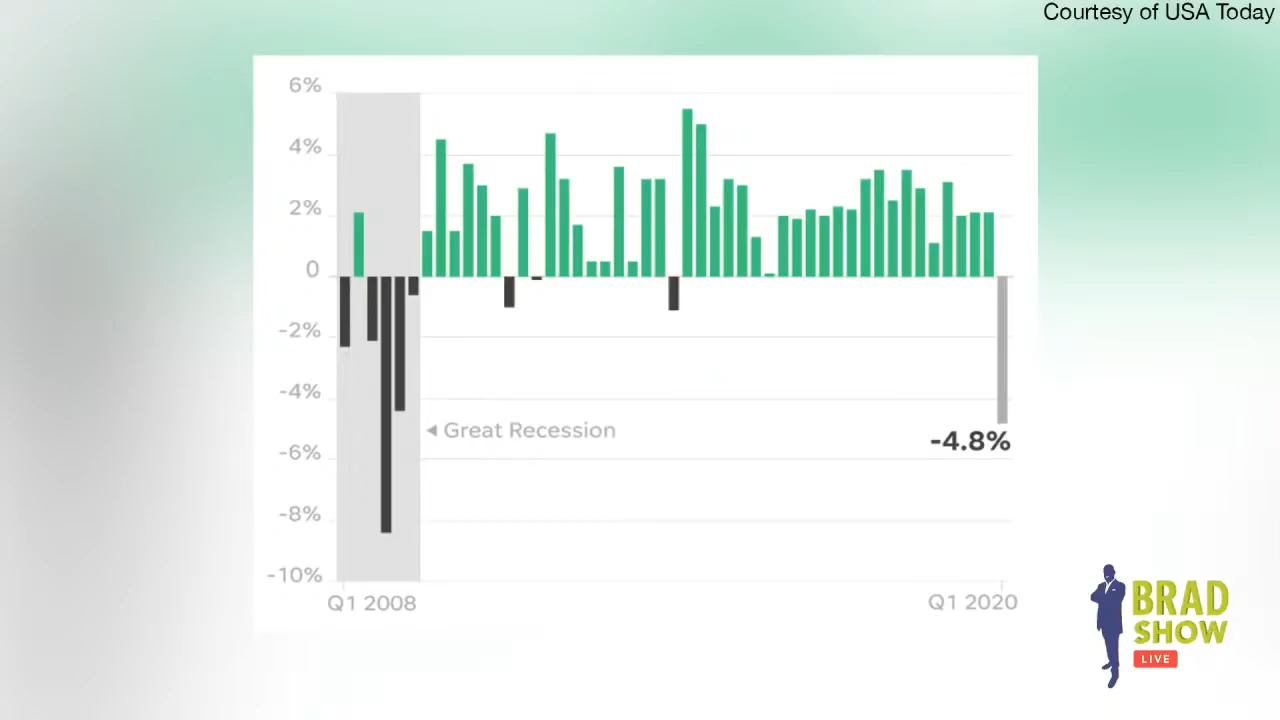 Courtesy of USA Today
6%
4%
2%
0
-2%
-4%
◄ Great Recession
-4.8%
-6%
-8%
-10%
Q1 2008
Q1 2020
BRAD
SHOW
LIVE